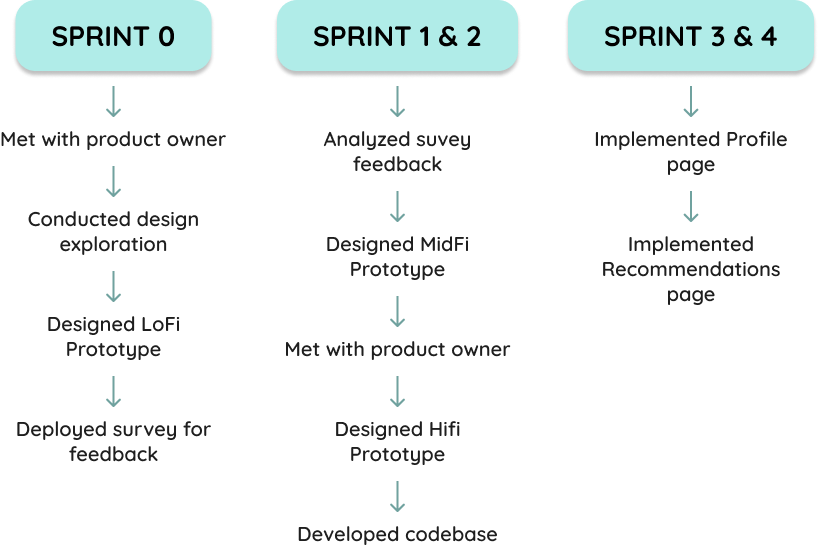 SPRINT 0
Met with product owner
Conducted design
exploration
Designed LoFi
Prototype
Deployed survey for
feedback
SPRINT 1 & 2
Analyzed suvey
feedback
Designed MidFi
Prototype
Met with product owner
Designed Hifi
Prototype
Developed codebase
SPRINT 3 & 4
Implemented Profile
page
Implemented
Recommendations
page